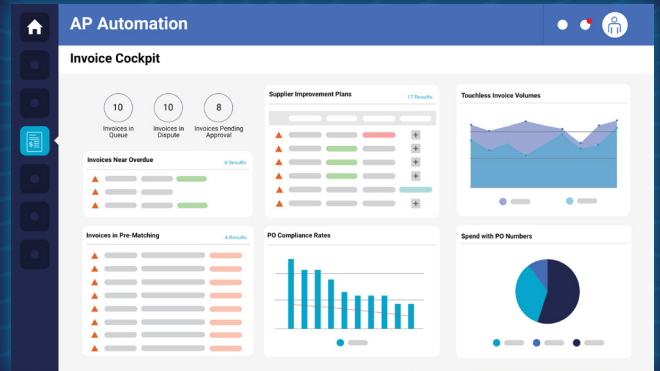 AP Automation
Invoice Cockpit
10
10
8
Invoices in
Queue
Invoices in
Dispute
Invoices Pending
Approval
Supplier Improvement Plans
17 Results
Touchless Invoice Volumes
Invoices Near Overdue
6 Results
Invoices in Pre-Matching
4 Results
PO Compliance Rates
Spend with PO Numbers